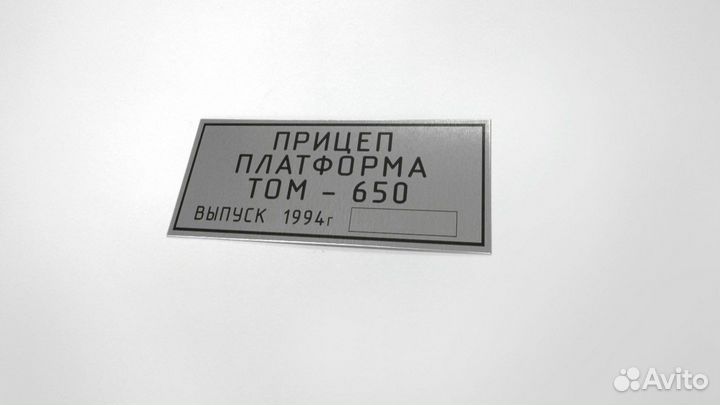 ПРИЦЕП
ПЛАТФОРМА
ТОМ - 650
ВЫПУСК 1994г
Avito